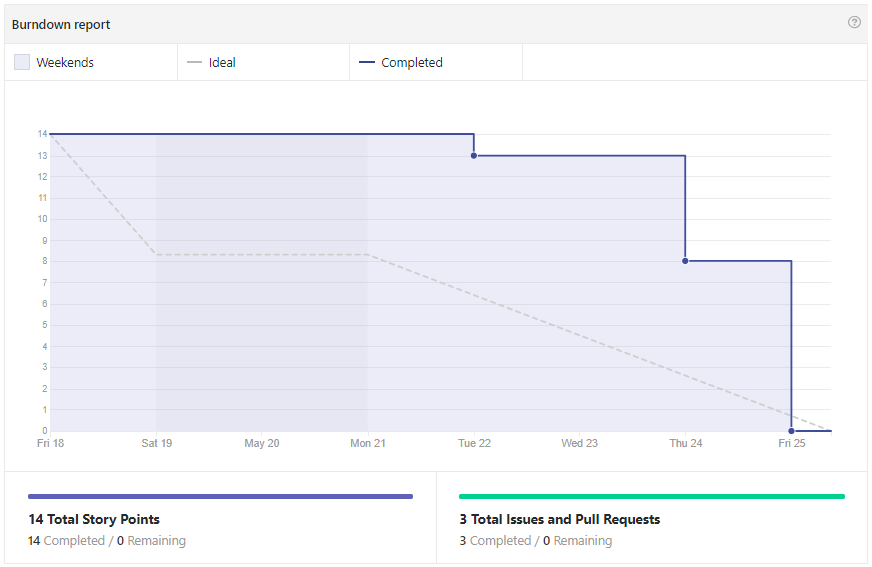 Burndown report
?
Weekends
Ideal
Completed
14
13
12
11
10
9
8
7
6
5
4
3
2
1
0
Fri 18 Sat 19 May 20 Mon 21 Tue 22 Wed 23 Thu 24 Fri 25
14 Total Story Points
14 Completed / 0 Remaining
3 Total Issues and Pull Requests
3 Completed / 0 Remaining